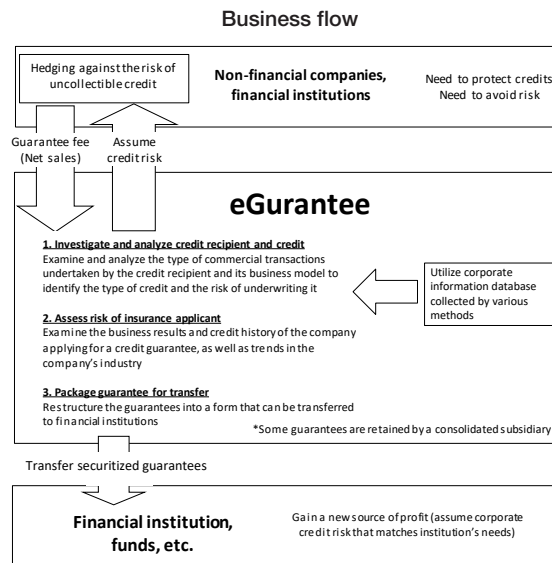 Business flow
Hedging against the risk of
uncollectible credit
Non-financial companies,
financial institutions
Need to protect credits
Need to avoid risk
Guarantee fee
(Net sales)
Assume
credit risk
eGurantee
1. Investigate and analyze credit recipient and credit
Examine and analyze the type of commercial transactions
undertaken by the credit recipient and its business model to
identify the type of credit and the risk of underwriting it
Utilize corporate
information database
collected by various
methods
2. Assess risk of insurance applicant
Examine the business results and credit history of the company
applying for a credit guarantee, as well as trends in the
company's industry
3. Package guarantee for transfer
Restructure the guarantees into a form that can be transferred
to financial institutions
*Some guarantees are retained by a consolidated subsidiary
Transfer securitized guarantees
Financial institution,
funds, etc.
Gain a new source of profit (assume corporate
credit risk that matches institution's needs)